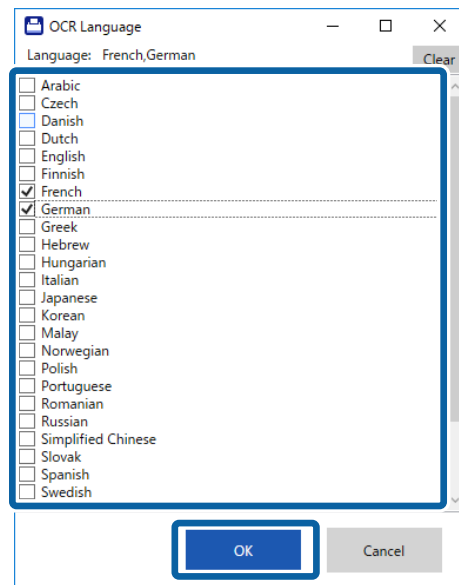 OCR Language
Language: French,German
Clear
Arabic
Czech
Danish
Dutch
English
Finnish
French
German
Greek
Hebrew
Hungarian
Italian
Japanese
Korean
Malay
Norwegian
Polish
Portuguese
Romanian
Russian
Simplified Chinese
Slovak
Spanish
Swedish
OK Cancel